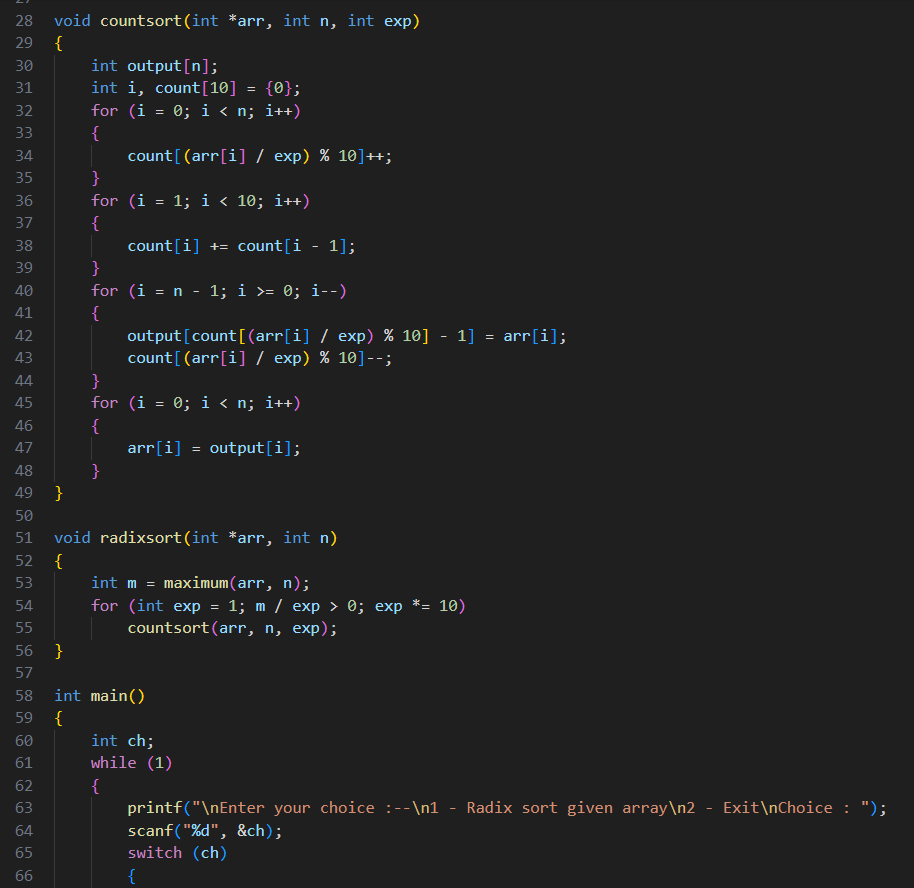 28 void countsort(int *arr, int n, int exp)
29 {
30     int output[n];
31     int i, count[10] = {0};
32     for (i = 0; i < n; i++)
33     {
34         count[(arr[i] / exp) % 10]++;
35     }
36     for (i = 1; i < 10; i++)
37     {
38         count[i] += count[i - 1];
39     }
40     for (i = n - 1; i >= 0; i--)
41     {
42         output[count[(arr[i] / exp) % 10] - 1] = arr[i];
43         count[(arr[i] / exp) % 10]--;
44     }
45     for (i = 0; i < n; i++)
46     {
47         arr[i] = output[i];
48     }
49 }
50
51 void radixsort(int *arr, int n)
52 {
53     int m = maximum(arr, n);
54     for (int exp = 1; m / exp > 0; exp *= 10)
55         countsort(arr, n, exp);
56 }
57
58 int main()
59 {
60     int ch;
61     while (1)
62     {
63         printf("\nEnter your choice :--\n1 - Radix sort given array\n2 - Exit\nChoice : ");
64         scanf("%d", &ch);
65         switch (ch)
66         {